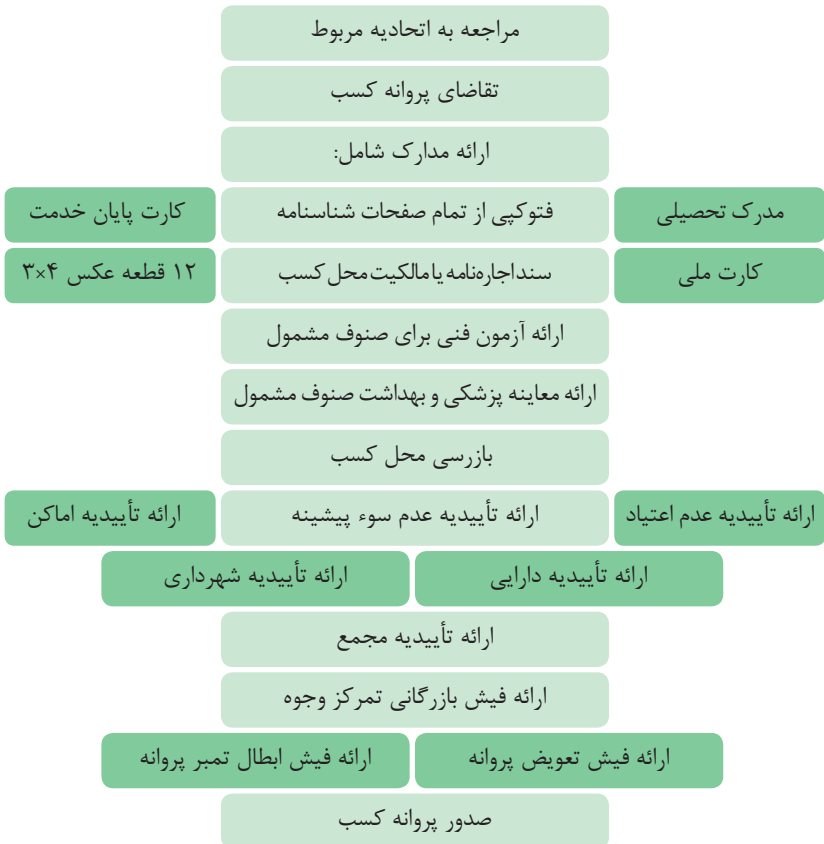 مراجعه به اتحادیه مربوط
تقاضای پروانه کسب
ارائه مدارک شامل:
مدرک تحصیلی
فتوکپی از تمام صفحات شناسنامه
کارت پایان خدمت
کارت ملی
سند اجاره‌نامه یا مالکیت محل کسب
۱۲ قطعه عکس ۴×۳
ارائه آزمون فنی برای صنوف مشمول
ارائه معاینه پزشکی و بهداشت صنوف مشمول
بازرسی محل کسب
ارائه تأییدیه عدم اعتیاد
ارائه تأییدیه عدم سوء پیشینه
ارائه تأییدیه اماکن
ارائه تأییدیه دارایی
ارائه تأییدیه شهرداری
ارائه تأییدیه مجمع
ارائه فیش بازرگانی تمرکز وجوه
ارائه فیش تعویض پروانه
ارائه فیش ابطال تمبر پروانه
صدور پروانه کسب